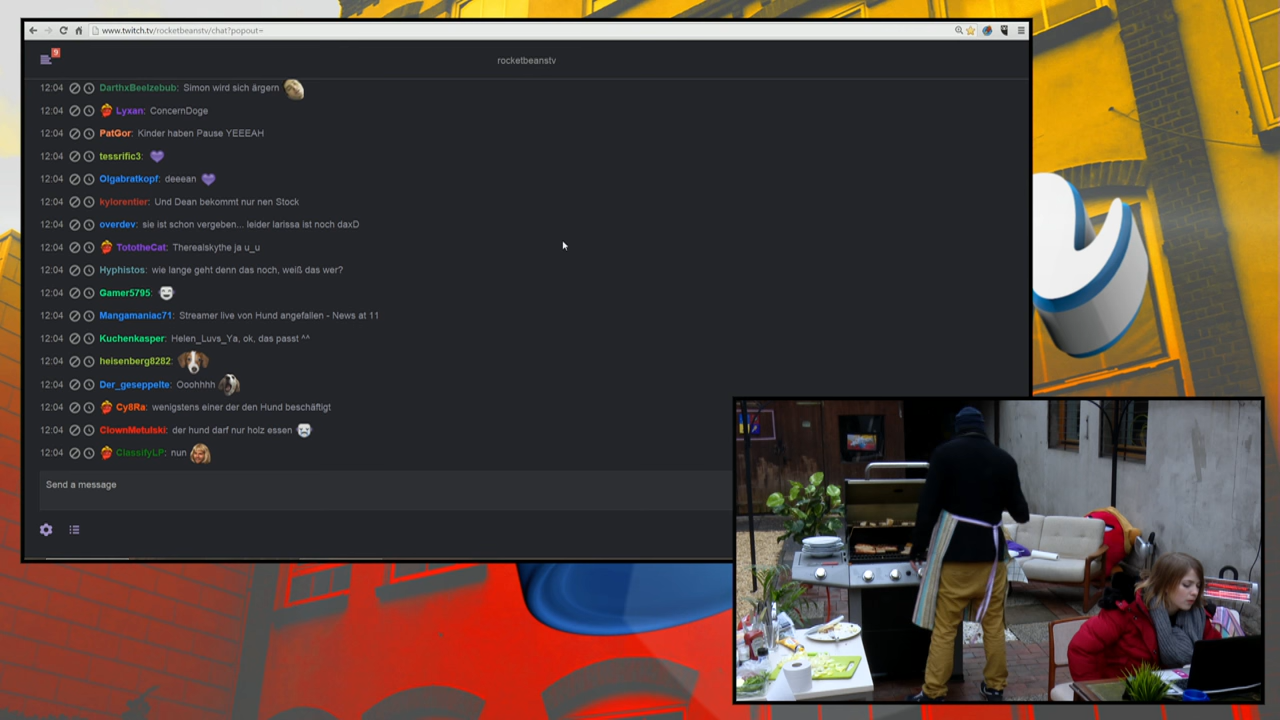 www.twitch.tv/rocketbeanstv/chat?popout=
9
rocketbeanstv
12:04 DarthxBeelzebub: Simon wird sich ärgern
12:04 Lyxan: ConcernDoge
12:04 PatGor: Kinder haben Pause YEEEAH
12:04 tessrific3:
12:04 Olgabratkopf: deeean
12:04 kylorentier: Und Dean bekommt nur nen Stock
12:04 overdev: sie ist schon vergeben... leider larissa ist noch daxD
12:04 TototheCat: Therealskythe ja u_u
12:04 Hyphistos: wie lange geht denn das noch, weiß das wer?
12:04 Gamer5795:
12:04 Mangamaniac71: Streamer live von Hund angefallen - News at 11
12:04 Kuchenkasper: Helen_Luvs_Ya, ok, das passt ^^
12:04 heisenberg8282:
12:04 Der_geseppelte: Ooohhhh
12:04 Cy8Ra: wenigstens einer der den Hund beschäftigt
12:04 ClownMetulski: der hund darf nur holz essen
12:04 ClassifyLP: nun
Send a message